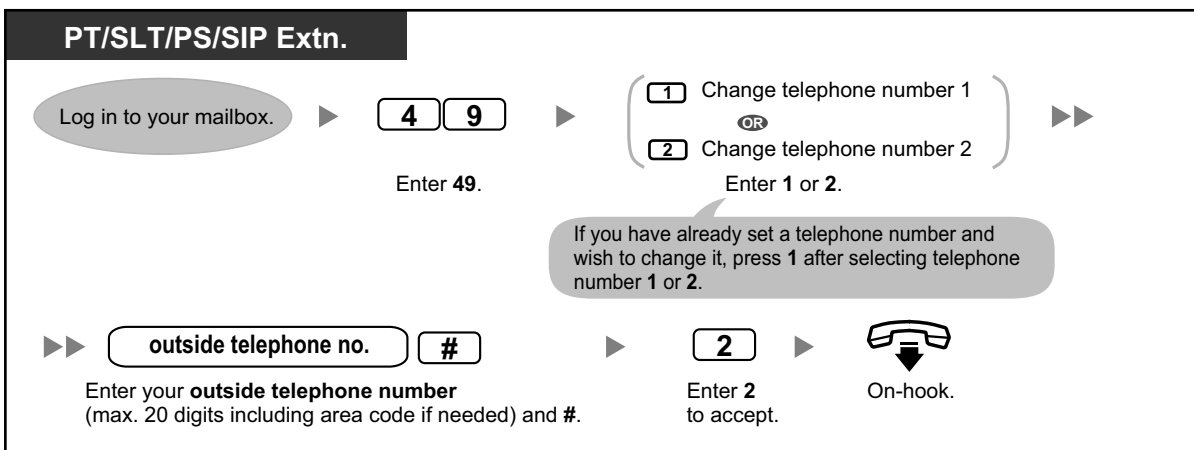 PT/SLT/PS/SIP Extn.
Log in to your mailbox.
4 9
Enter 49.
1 Change telephone number 1
OR
2 Change telephone number 2
Enter 1 or 2.
If you have already set a telephone number and
wish to change it, press 1 after selecting telephone
number 1 or 2.
outside telephone no. #
Enter your outside telephone number
(max. 20 digits including area code if needed) and #.
2
Enter 2
to accept.
On-hook.